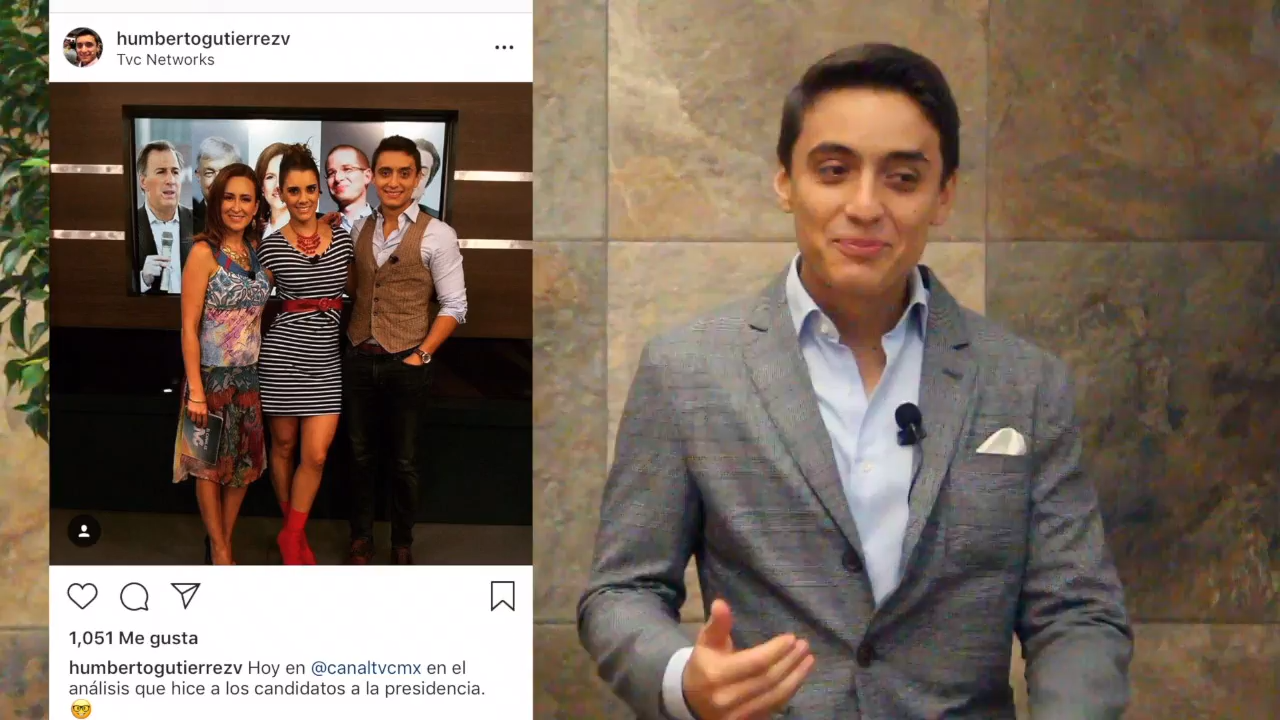 humbertogutierrezv
Tvc Networks
1,051 Me gusta
humbertogutierrezv Hoy en @canaltvcmx en el
análisis que hice a los candidatos a la presidencia.